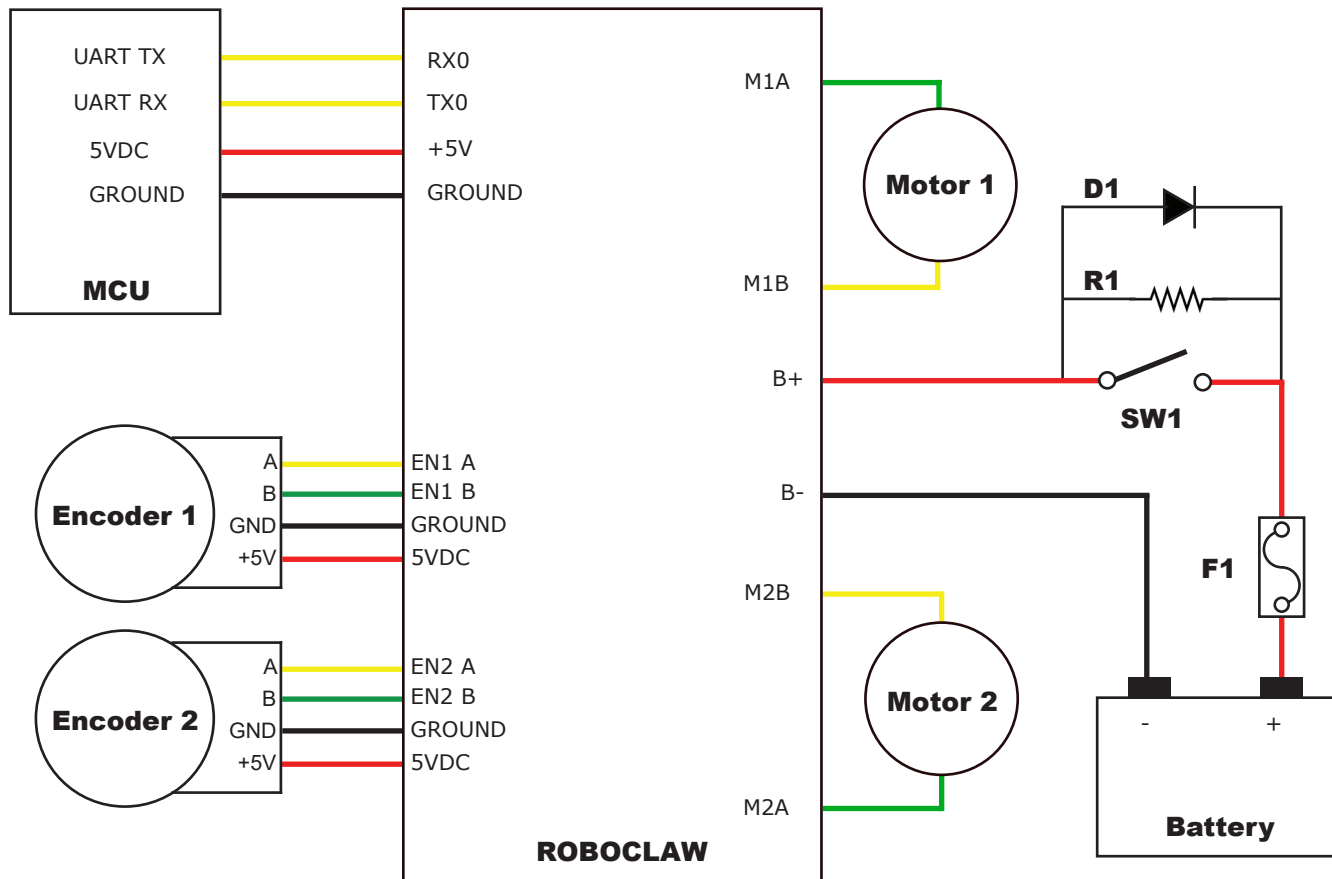 UART TX
UART RX
5VDC
GROUND
MCU
RX0
TX0
+5V
GROUND
M1A
Motor 1
M1B
D1
R1
B+
SW1
B-
F1
Encoder 1
A
B
GND
+5V
EN1 A
EN1 B
GROUND
5VDC
Encoder 2
A
B
GND
+5V
EN2 A
EN2 B
GROUND
5VDC
M2B
Motor 2
M2A
- +
Battery
ROBOCLAW